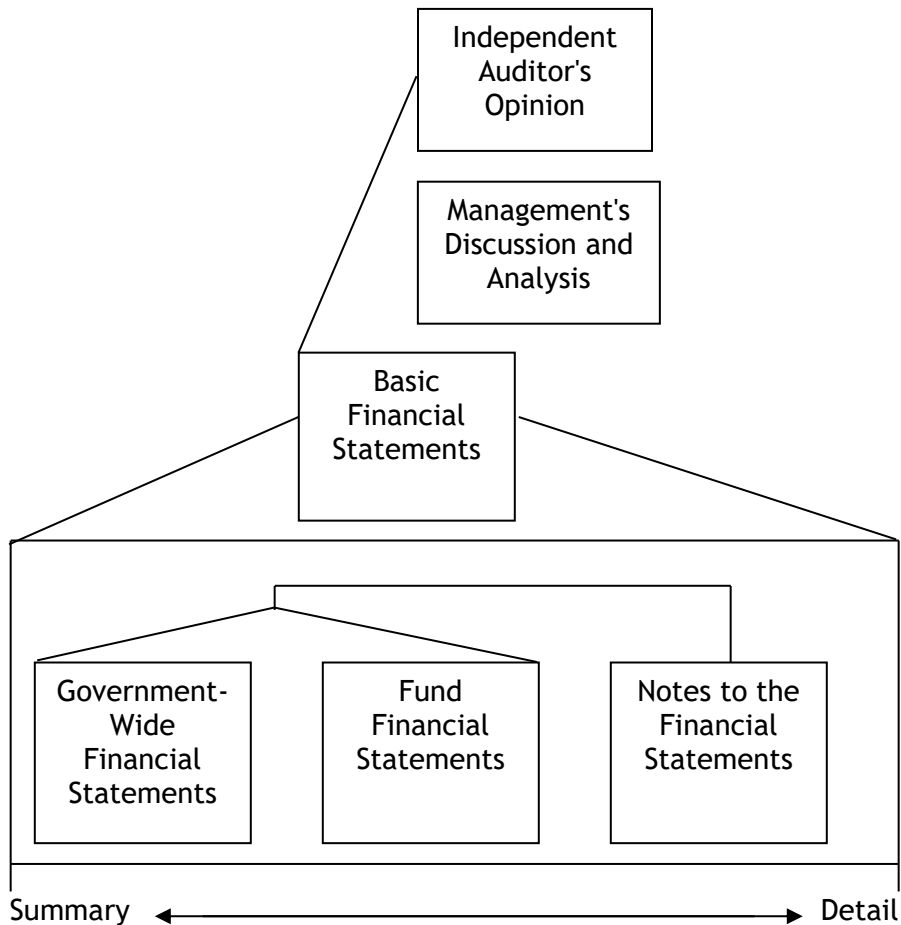 Independent
Auditor's
Opinion
Management's
Discussion and
Analysis
Basic
Financial
Statements
Government-
Wide
Financial
Statements
Fund
Financial
Statements
Notes to the
Financial
Statements
Summary
Detail